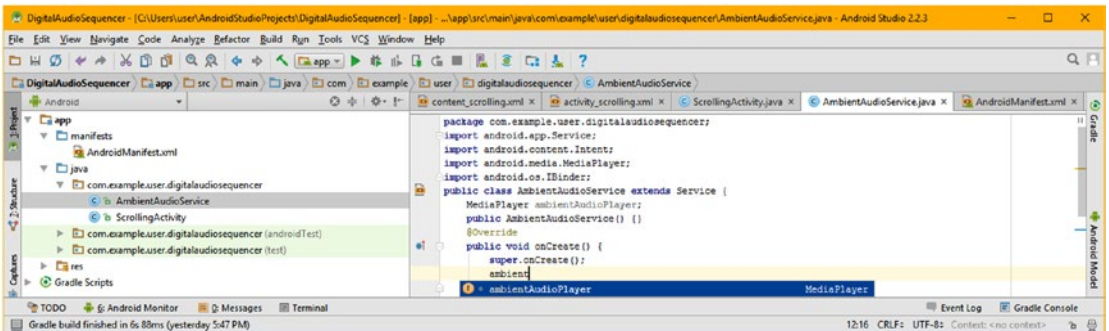 DigitalAudioSequencer - [C:\Users\user\AndroidStudioProjects\DigitalAudioSequencer] - [app] - ...\app\src\main\java\com\example\user\digitalaudiosequencer\AmbientAudioService.java - Android Studio 2.2.3
File Edit View Navigate Code Analyze Refactor Build Run Tools VCS Window Help
app
DigitalAudioSequencer app src main java com example user digitalaudiosequencer AmbientAudioService
Android
content_scrolling.xml × activity_scrolling.xml × ScrollingActivity.java × AmbientAudioService.java × AndroidManifest.xml ×
1: Project
2: Structure
Captures
app
manifests
AndroidManifest.xml
java
com.example.user.digitalaudiosequencer
AmbientAudioService
ScrollingActivity
com.example.user.digitalaudiosequencer (androidTest)
com.example.user.digitalaudiosequencer (test)
res
Gradle Scripts
package com.example.user.digitalaudiosequencer;
import android.app.Service;
import android.content.Intent;
import android.media.MediaPlayer;
import android.os.IBinder;
public class AmbientAudioService extends Service {
MediaPlayer ambientAudioPlayer;
public AmbientAudioService() {}
@Override
public void onCreate() {
super.onCreate();
ambient
ambientAudioPlayer MediaPlayer
Gradle
Android Model
TODO 6: Android Monitor 0: Messages Terminal Event Log Gradle Console
Gradle build finished in 6s 88ms (yesterday 5:47 PM) 12:16 CRLF: UTF-8: Context: <no context>